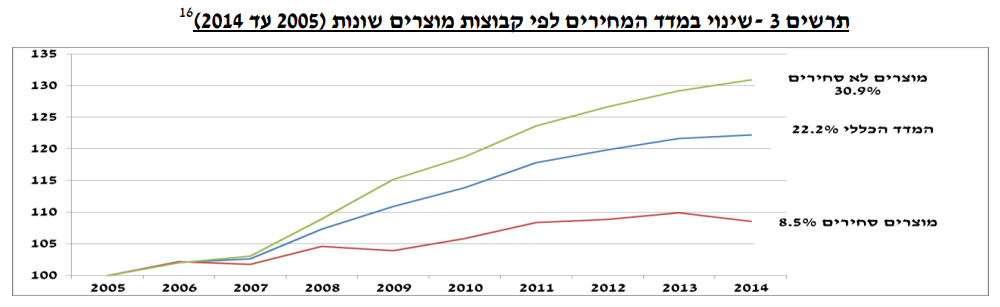 תרשים 3 -שינוי במדד המחירים לפי קבוצות מוצרים שונות (2005 עד 2014)16
135
130
125
120
115
110
105
100
מוצרים לא סחירים
30.9%
המדד הכללי 22.2%
מוצרים סחירים 8.5%
2005 2006 2007 2008 2009 2010 2011 2012 2013 2014